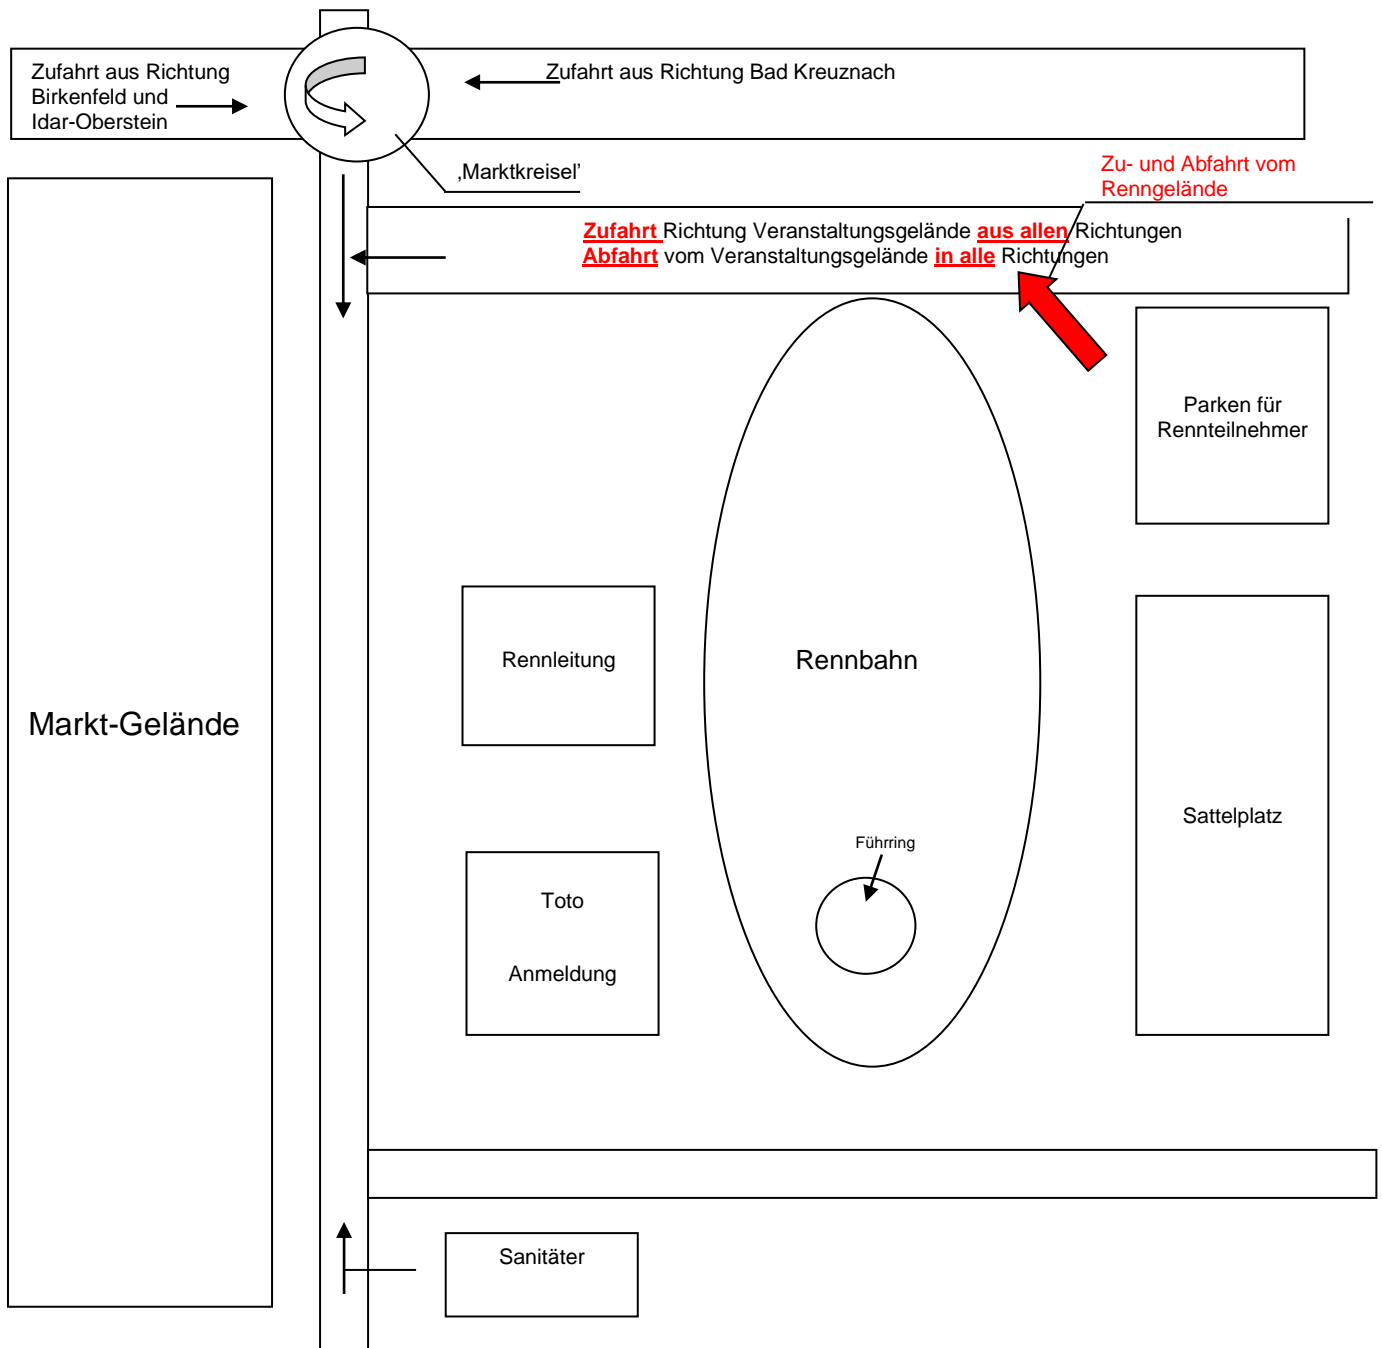 Zufahrt aus Richtung
Birkenfeld und
Idar-Oberstein
Zufahrt aus Richtung Bad Kreuznach
‚Marktkreisel’
Zu- und Abfahrt vom
Renngelände
Zufahrt Richtung Veranstaltungsgelände aus allen Richtungen
Abfahrt vom Veranstaltungsgelände in alle Richtungen
Parken für
Rennteilnehmer
Rennleitung
Rennbahn
Markt-Gelände
Sattelplatz
Führring
Toto
Anmeldung
Sanitäter